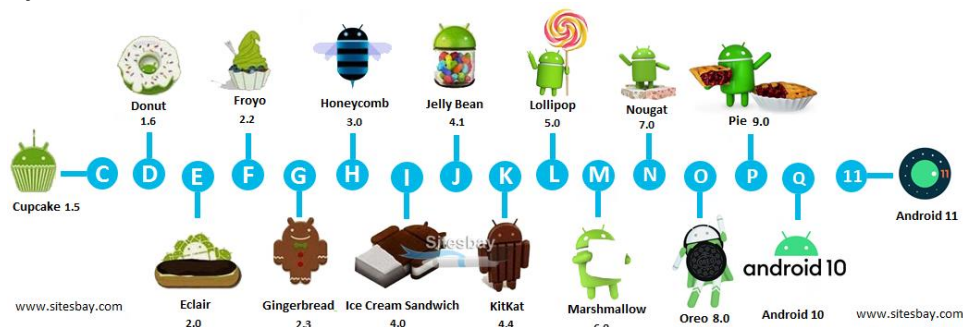 Donut
1.6
Froyo
2.2
Honeycomb
3.0
Jelly Bean
4.1
Lollipop
5.0
Nougat
7.0
Pie 9.0
Cupcake 1.5
C
D
E
F
G
H
I
J
K
L
M
N
O
P
Q
11
11
Android 11
Sitesbay
www.sitesbay.com
Eclair
2.0
Gingerbread
2.3
Ice Cream Sandwich
4.0
KitKat
4.4
Marshmallow
Oreo 8.0
android 10
Android 10
www.sitesbay.com